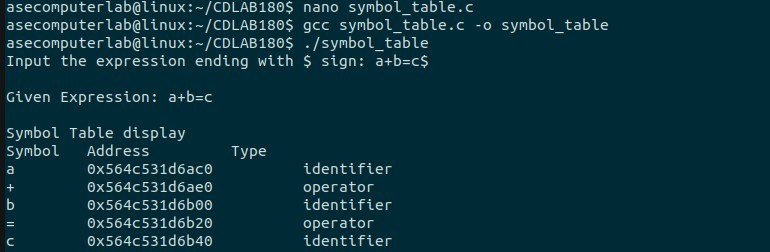 asecomputerlab@linux:~/CDLAB180$ nano symbol_table.c
asecomputerlab@linux:~/CDLAB180$ gcc symbol_table.c -o symbol_table
asecomputerlab@linux:~/CDLAB180$ ./symbol_table
Input the expression ending with $ sign: a+b=c$
Given Expression: a+b=c
Symbol Table display
Symbol Address Type
a 0x564c531d6ac0 identifier
+ 0x564c531d6ae0 operator
b 0x564c531d6b00 identifier
= 0x564c531d6b20 operator
c 0x564c531d6b40 identifier